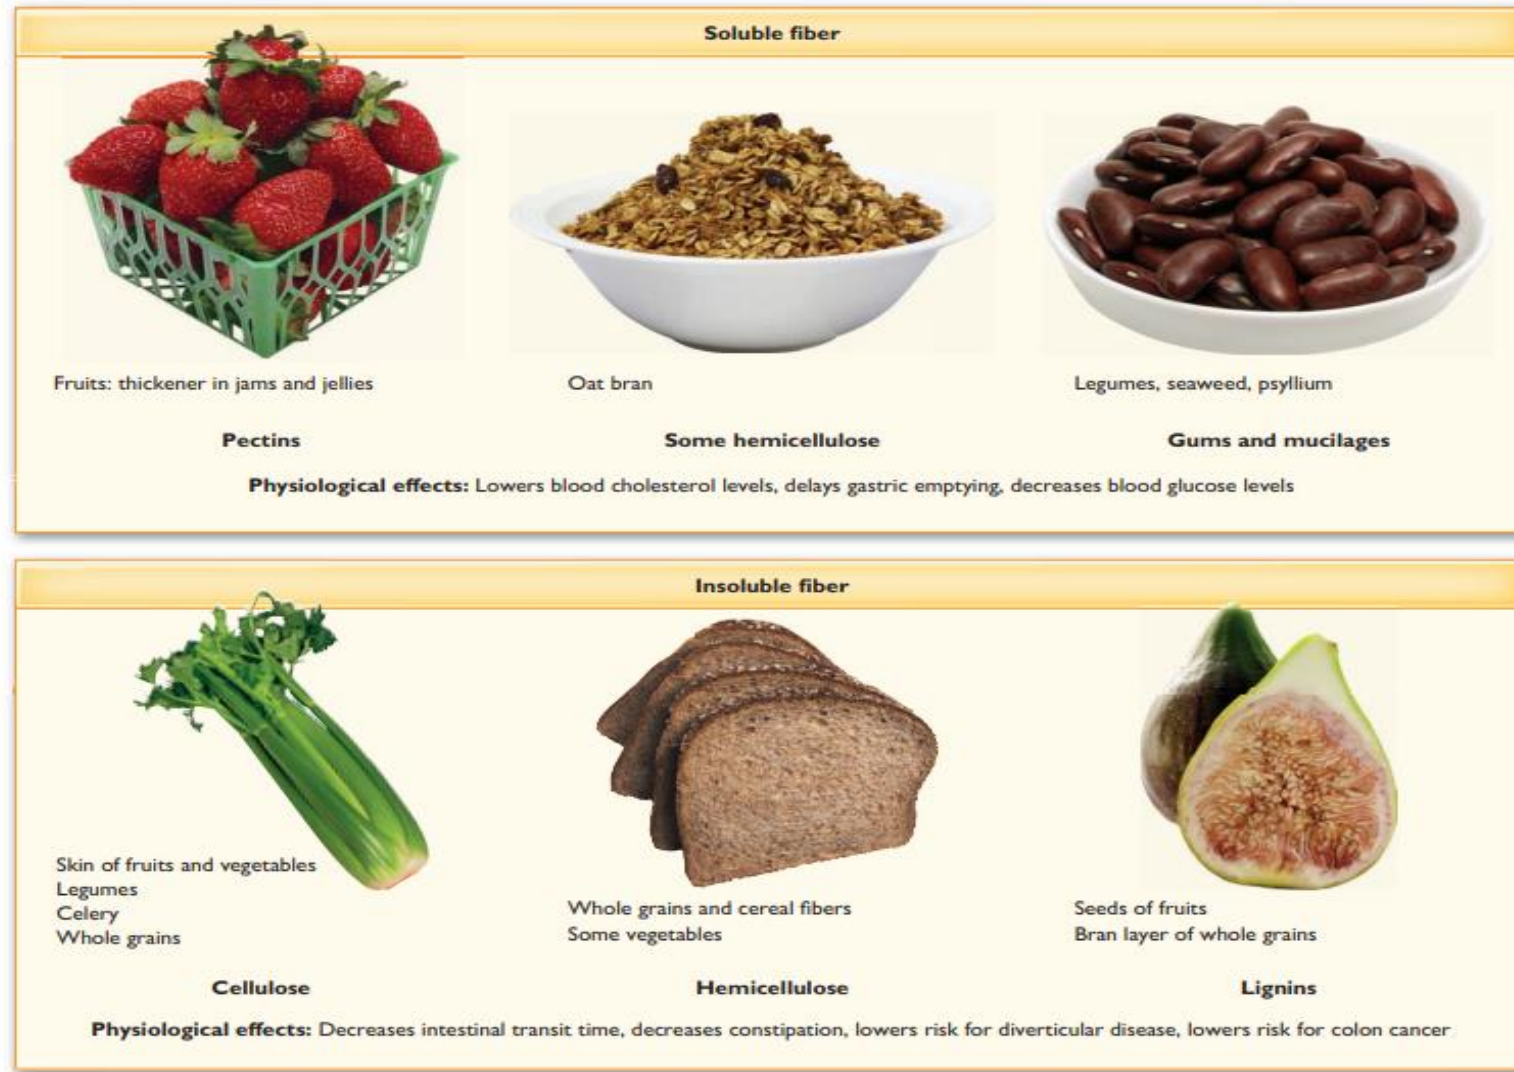 Soluble fiber
Fruits: thickener in jams and jellies
Oat bran
Legumes, seaweed, psyllium
Pectins
Some hemicellulose
Gums and mucilages
Physiological effects: Lowers blood cholesterol levels, delays gastric emptying, decreases blood glucose levels
Insoluble fiber
Skin of fruits and vegetables
Legumes
Celery
Whole grains
Whole grains and cereal fibers
Some vegetables
Seeds of fruits
Bran layer of whole grains
Cellulose
Hemicellulose
Lignins
Physiological effects: Decreases intestinal transit time, decreases constipation, lowers risk for diverticular disease, lowers risk for colon cancer